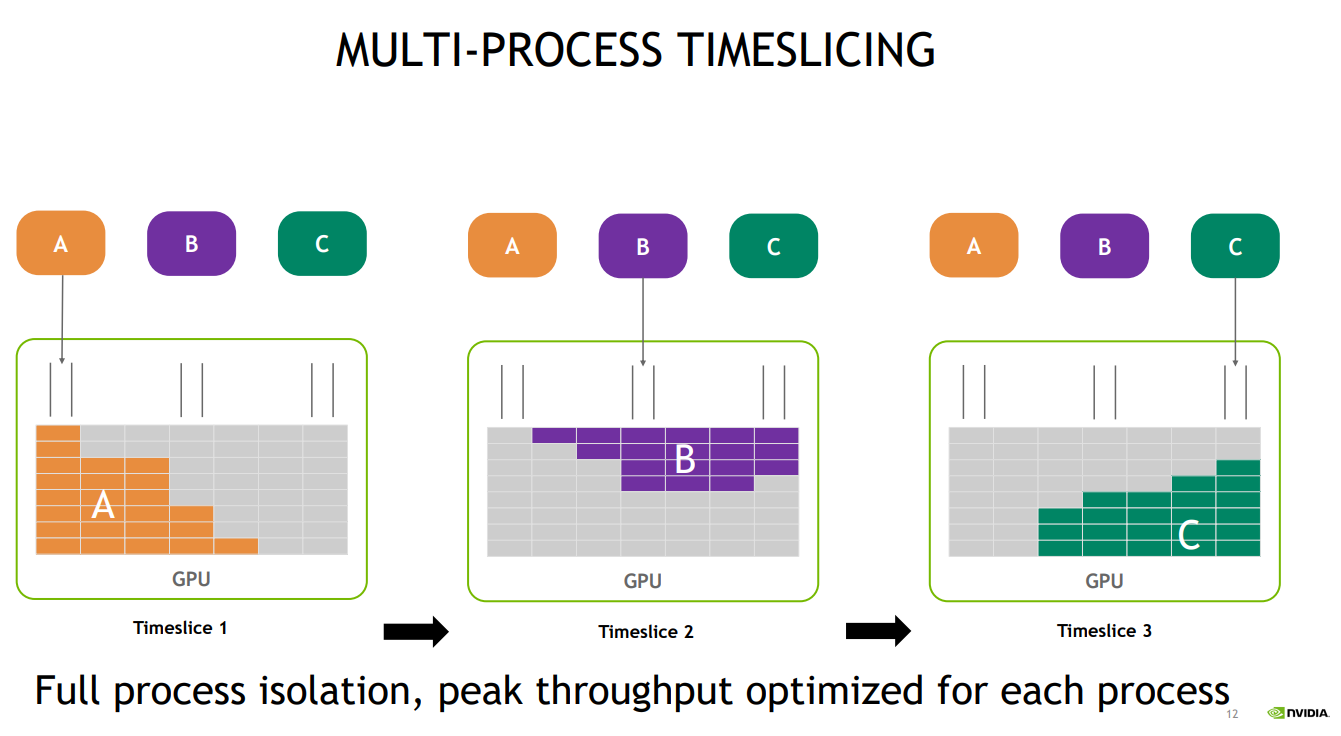 MULTI-PROCESS TIMESLICING
A B C
A B C
A B C
A
B
C
GPU
GPU
GPU
Timeslice 1
Timeslice 2
Timeslice 3
Full process isolation, peak throughput optimized for each process
12
NVIDIA.